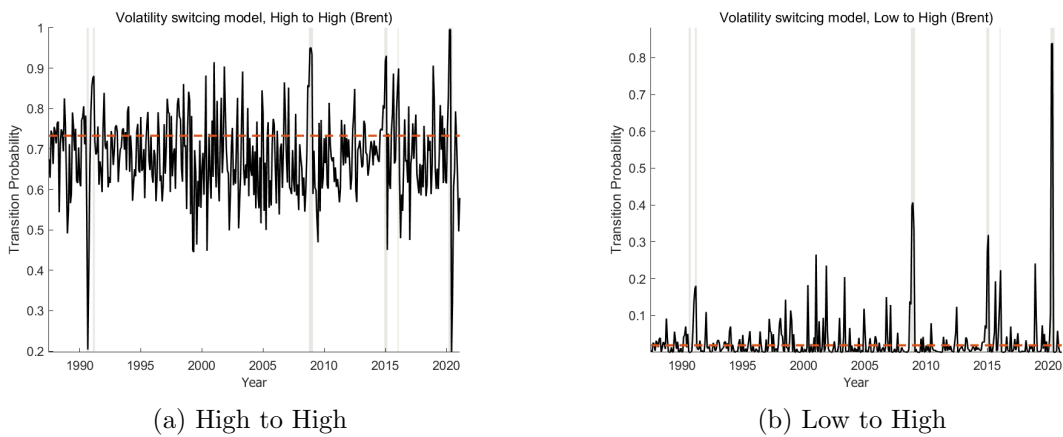 Volatility switcing model, High to High (Brent)
1
0.9
0.8
0.7
0.6
0.5
0.4
0.3
0.2
Transition Probability
1990 1995 2000 2005 2010 2015 2020
Year
(a) High to High
Volatility switcing model, Low to High (Brent)
0.8
0.7
0.6
0.5
0.4
0.3
0.2
0.1
Transition Probability
1990 1995 2000 2005 2010 2015 2020
Year
(b) Low to High